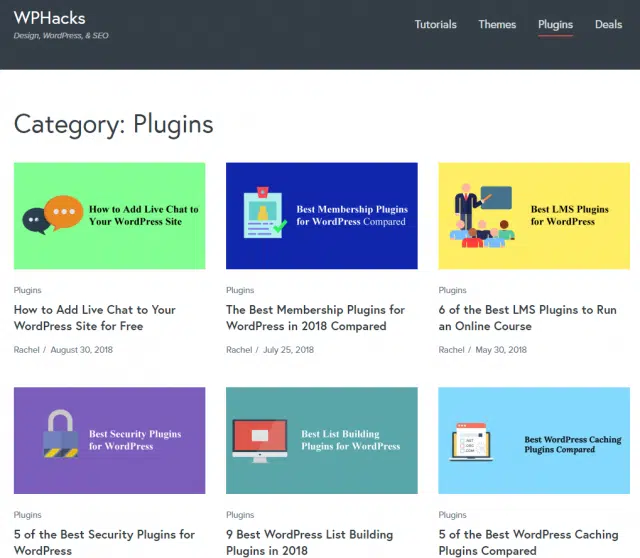 WPHacks
Design, WordPress, & SEO
Tutorials Themes Plugins Deals
Category: Plugins
How to Add Live Chat to
Your WordPress Site
Best Membership Plugins
for WordPress Compared
Best LMS Plugins
for WordPress
Plugins
How to Add Live Chat to Your
WordPress Site for Free
Rachel / August 30, 2018
Plugins
The Best Membership Plugins for
WordPress in 2018 Compared
Rachel / July 25, 2018
Plugins
6 of the Best LMS Plugins to Run
an Online Course
Rachel / May 30, 2018
Best Security Plugins
for WordPress
Best List Building
Plugins for WordPress
.NET
.ORG
.COM
Best WordPress Caching
Plugins Compared
Plugins
5 of the Best Security Plugins for
WordPress
Plugins
9 Best WordPress List Building
Plugins in 2018
Plugins
5 of the Best WordPress Caching
Plugins Compared